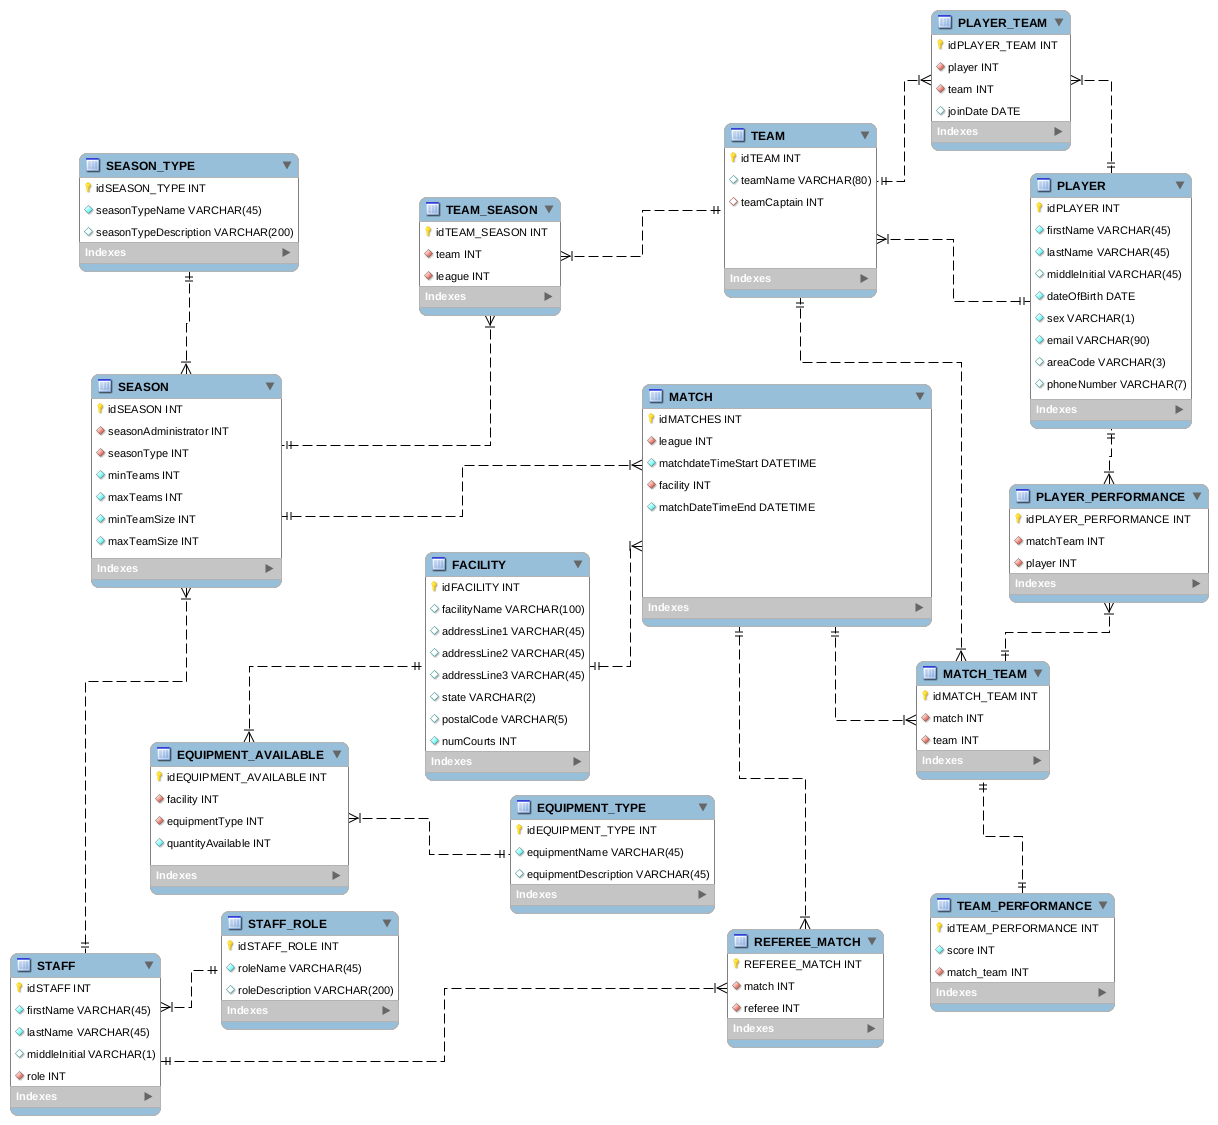 PLAYER_TEAM
idPLAYER_TEAM INT
player INT
team INT
joinDate DATE
Indexes
TEAM
idTEAM INT
teamName VARCHAR(80)
teamCaptain INT
Indexes
SEASON_TYPE
idSEASON_TYPE INT
seasonTypeName VARCHAR(45)
seasonTypeDescription VARCHAR(200)
Indexes
PLAYER
idPLAYER INT
firstName VARCHAR(45)
lastName VARCHAR(45)
middleInitial VARCHAR(45)
dateOfBirth DATE
sex VARCHAR(1)
email VARCHAR(90)
areaCode VARCHAR(3)
phoneNumber VARCHAR(7)
Indexes
TEAM_SEASON
idTEAM_SEASON INT
team INT
league INT
Indexes
SEASON
idSEASON INT
seasonAdministrator INT
seasonType INT
minTeams INT
maxTeams INT
minTeamSize INT
maxTeamSize INT
Indexes
MATCH
idMATCHES INT
league INT
matchdateTimeStart DATETIME
facility INT
matchDateTimeEnd DATETIME
Indexes
PLAYER_PERFORMANCE
idPLAYER_PERFORMANCE INT
matchTeam INT
player INT
Indexes
FACILITY
idFACILITY INT
facilityName VARCHAR(100)
addressLine1 VARCHAR(45)
addressLine2 VARCHAR(45)
addressLine3 VARCHAR(45)
state VARCHAR(2)
postalCode VARCHAR(5)
numCourts INT
Indexes
MATCH_TEAM
idMATCH_TEAM INT
match INT
team INT
Indexes
EQUIPMENT_AVAILABLE
idEQUIPMENT_AVAILABLE INT
facility INT
equipmentType INT
quantityAvailable INT
Indexes
EQUIPMENT_TYPE
idEQUIPMENT_TYPE INT
equipmentName VARCHAR(45)
equipmentDescription VARCHAR(45)
Indexes
TEAM_PERFORMANCE
idTEAM_PERFORMANCE INT
score INT
match_team INT
Indexes
STAFF_ROLE
idSTAFF_ROLE INT
roleName VARCHAR(45)
roleDescription VARCHAR(200)
Indexes
REFEREE_MATCH
REFEREE_MATCH INT
match INT
referee INT
Indexes
STAFF
idSTAFF INT
firstName VARCHAR(45)
lastName VARCHAR(45)
middleInitial VARCHAR(1)
role INT
Indexes